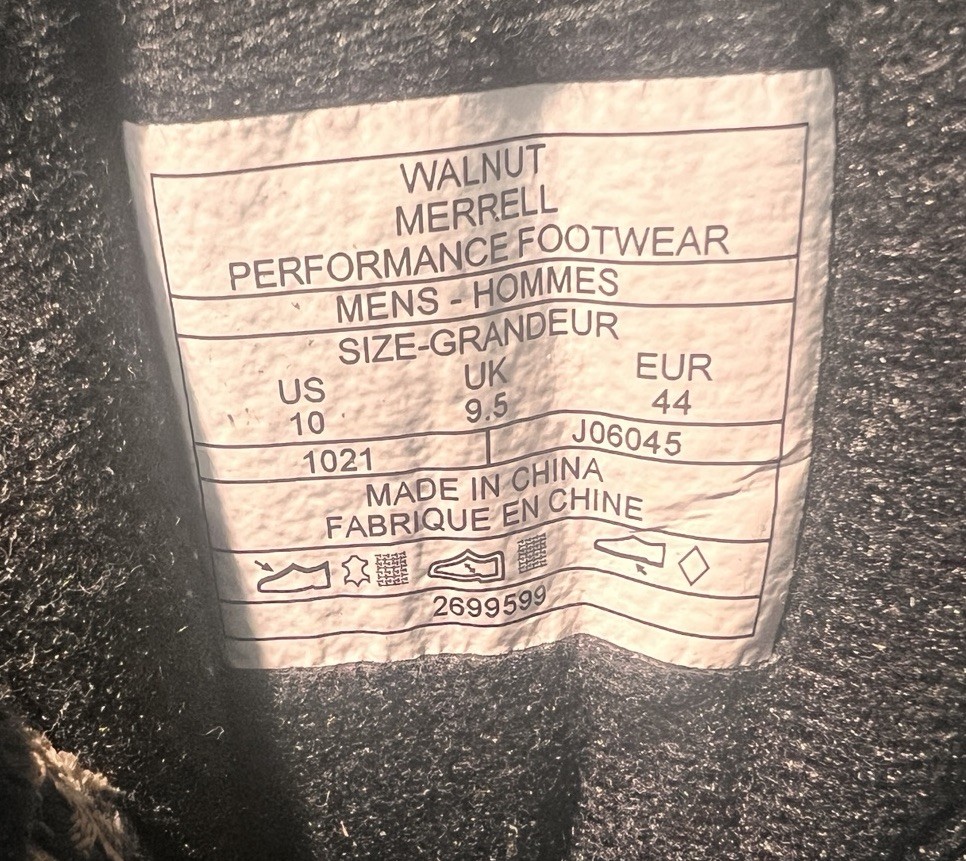 WALNUT
MERRELL
PERFORMANCE FOOTWEAR
MENS - HOMMES
SIZE-GRANDEUR
US UK EUR
10 9.5 44
1021 J06045
MADE IN CHINA
FABRIQUE EN CHINE
2699599